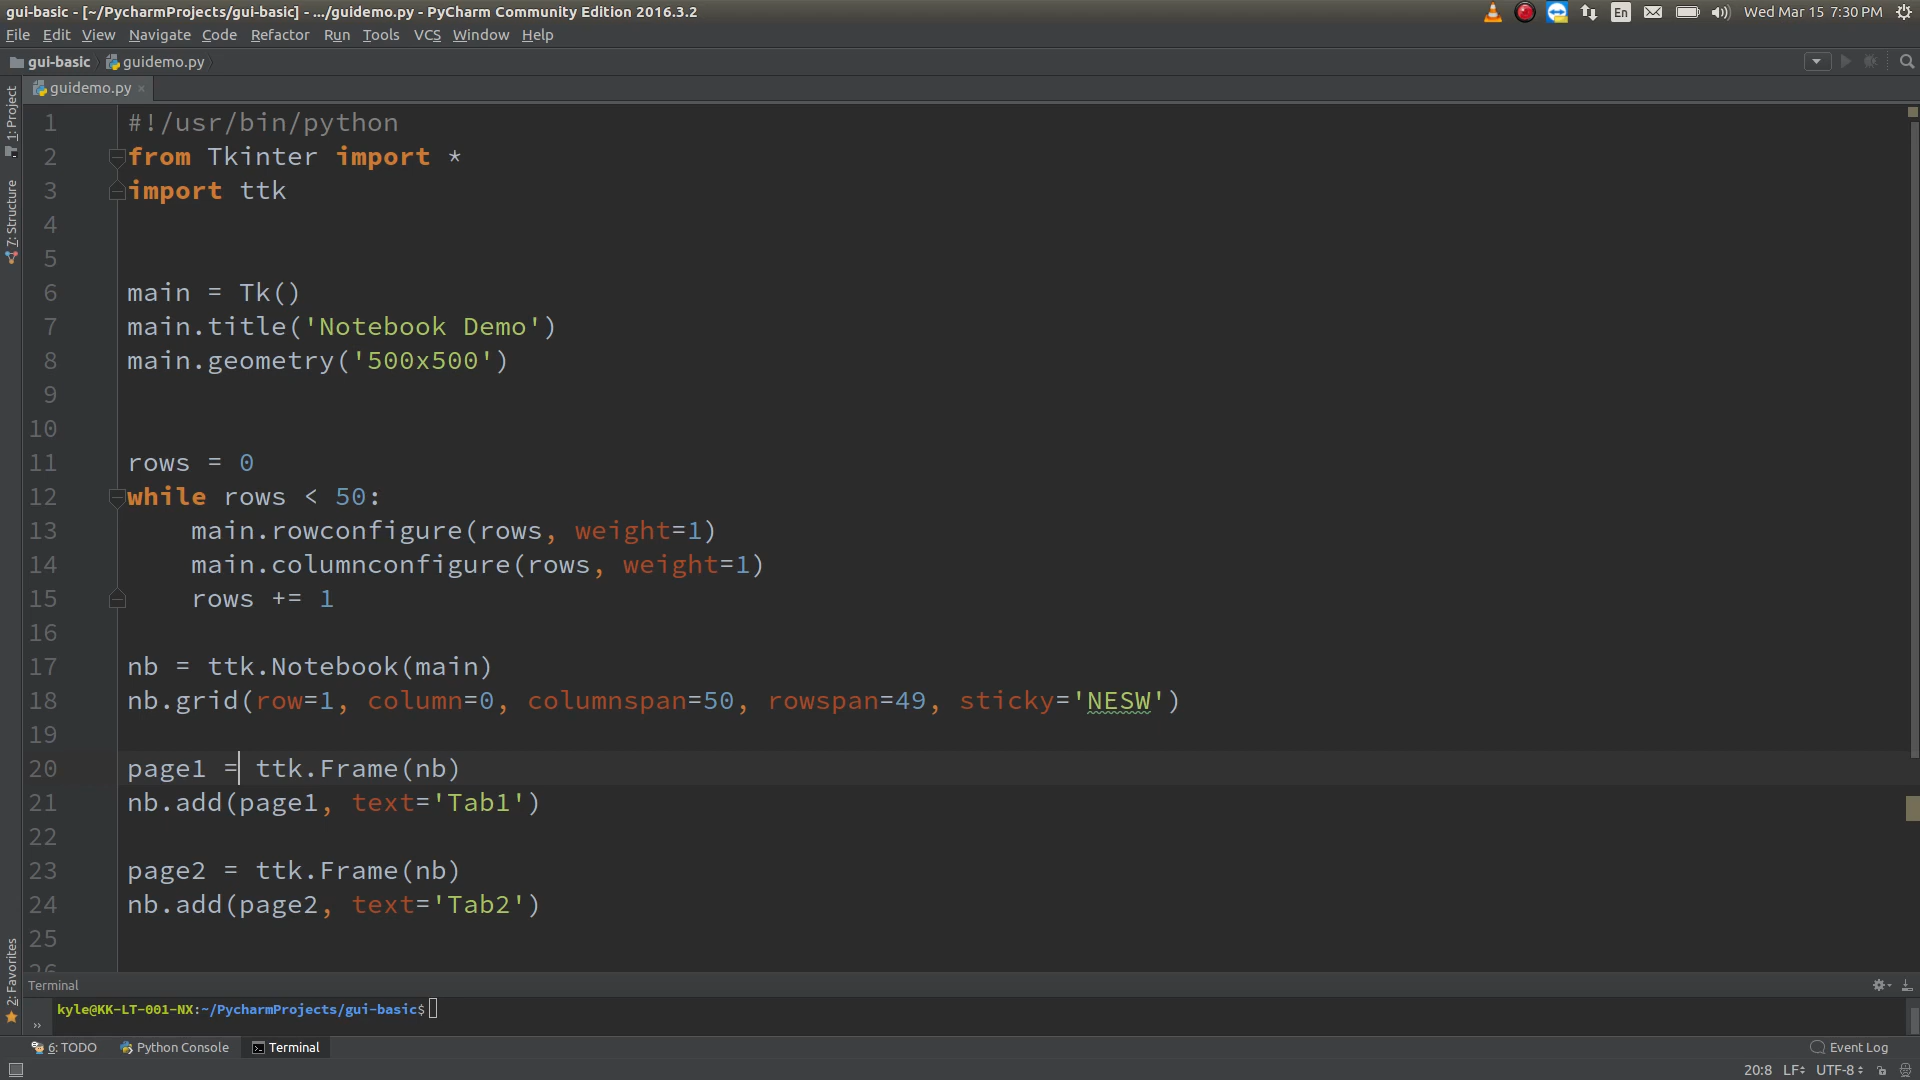 gui-basic - [~/PycharmProjects/gui-basic] - .../guidemo.py - PyCharm Community Edition 2016.3.2
En
Wed Mar 15 7:30 PM
File Edit View Navigate Code Refactor Run Tools VCS Window Help
gui-basic guidemo.py
guidemo.py
1: Project
7: Structure
2: Favorites
1 #!/usr/bin/python
2 from Tkinter import *
3 import ttk
4
5
6 main = Tk()
7 main.title('Notebook Demo')
8 main.geometry('500x500')
9
10
11 rows = 0
12 while rows < 50:
13     main.rowconfigure(rows, weight=1)
14     main.columnconfigure(rows, weight=1)
15     rows += 1
16
17 nb = ttk.Notebook(main)
18 nb.grid(row=1, column=0, columnspan=50, rowspan=49, sticky='NESW')
19
20 page1 = ttk.Frame(nb)
21 nb.add(page1, text='Tab1')
22
23 page2 = ttk.Frame(nb)
24 nb.add(page2, text='Tab2')
25
26
Terminal
kyle@KK-LT-001-NX:~/PycharmProjects/gui-basic$
»
6: TODO Python Console Terminal Event Log
20:8 LF UTF-8